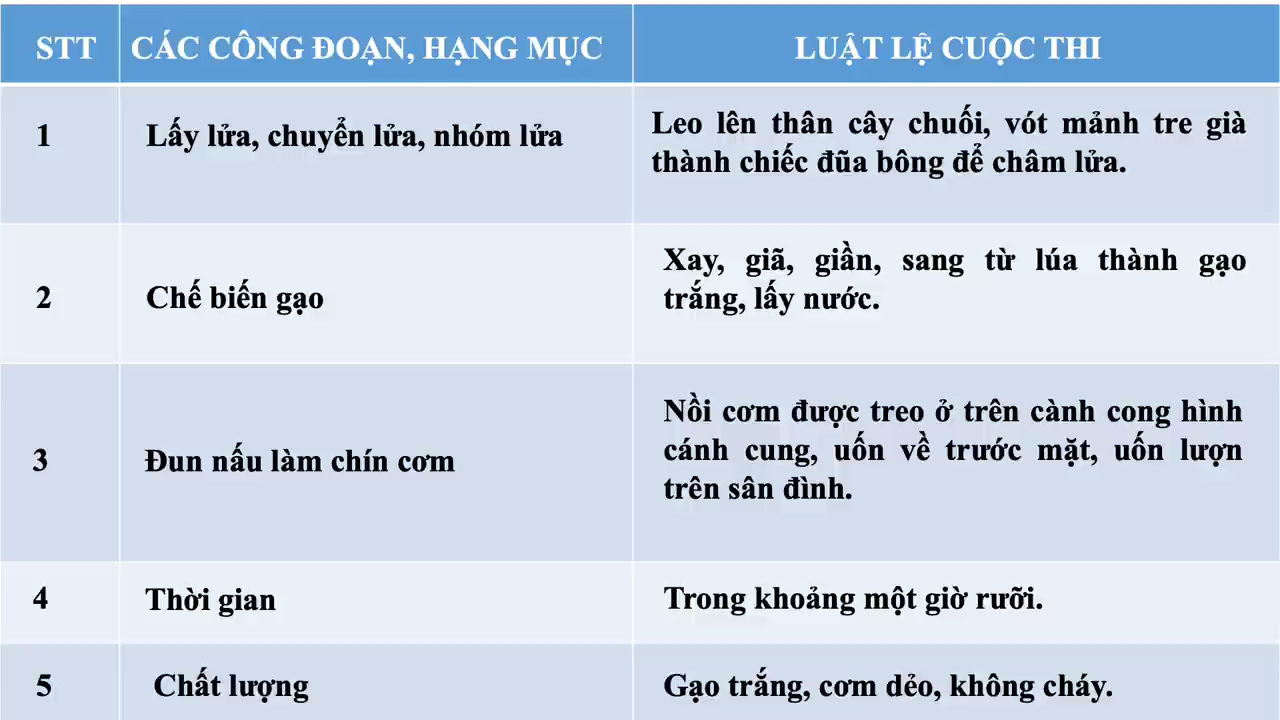 STT CÁC CÔNG ĐOẠN, HẠNG MỤC LUẬT LỆ CUỘC THI
1 Lấy lửa, chuyển lửa, nhóm lửa
Leo lên thân cây chuối, vót mảnh tre già
thành chiếc đũa bông để châm lửa.
2 Chế biến gạo
Xay, giã, giần, sang từ lúa thành gạo
trắng, lấy nước.
3 Đun nấu làm chín cơm
Nồi cơm được treo ở trên cành cong hình
cánh cung, uốn về trước mặt, uốn lượn
trên sân đình.
4 Thời gian Trong khoảng một giờ rưỡi.
5 Chất lượng Gạo trắng, cơm dẻo, không cháy.